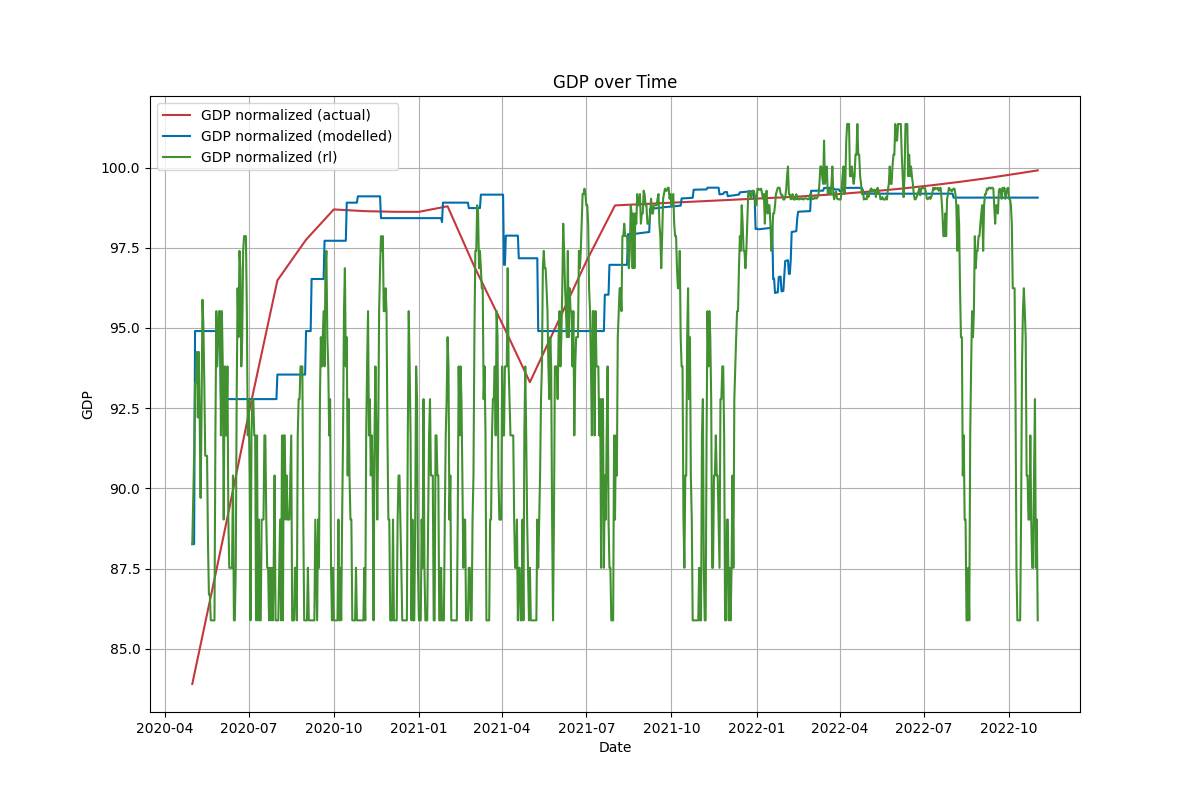 GDP over Time
GDP normalized (actual)
GDP normalized (modelled)
GDP normalized (rl)
100.0
97.5
95.0
92.5
90.0
87.5
85.0
GDP
2020-04 2020-07 2020-10 2021-01 2021-04 2021-07 2021-10 2022-01 2022-04 2022-07 2022-10
Date